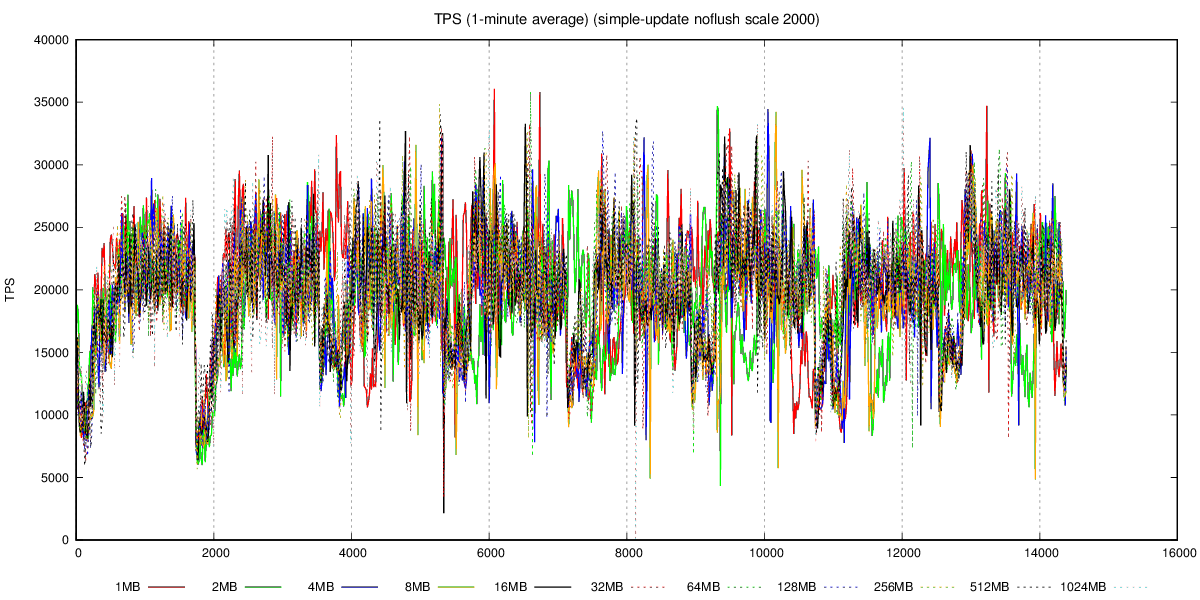 TPS (1-minute average) (simple-update noflush scale 2000)
40000
35000
30000
25000
20000
15000
10000
5000
0
TPS
0 2000 4000 6000 8000 10000 12000 14000 16000
1MB 2MB 4MB 8MB 16MB 32MB 64MB 128MB 256MB 512MB 1024MB